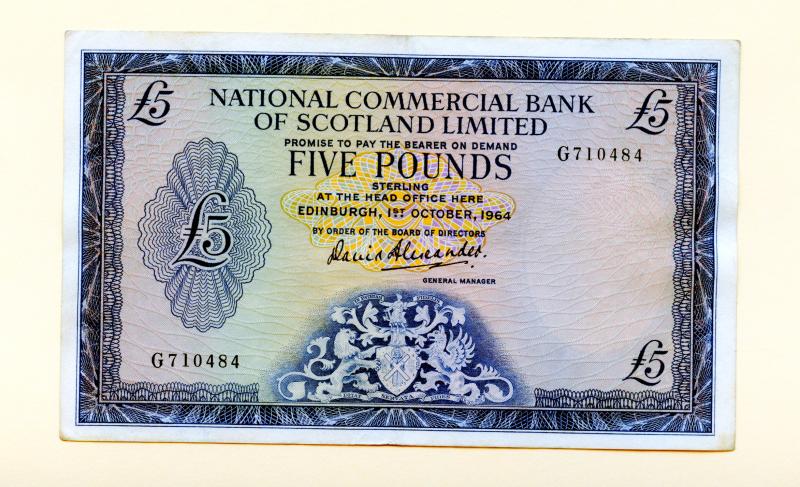 £5
£5
NATIONAL COMMERCIAL BANK
OF SCOTLAND LIMITED
PROMISE TO PAY THE BEARER ON DEMAND
FIVE POUNDS
G710484
STERLING
AT THE HEAD OFFICE HERE
EDINBURGH, 1ST OCTOBER, 1964
£5
BY ORDER OF THE BOARD OF DIRECTORS
David Alexander.
GENERAL MANAGER
G710484
£5